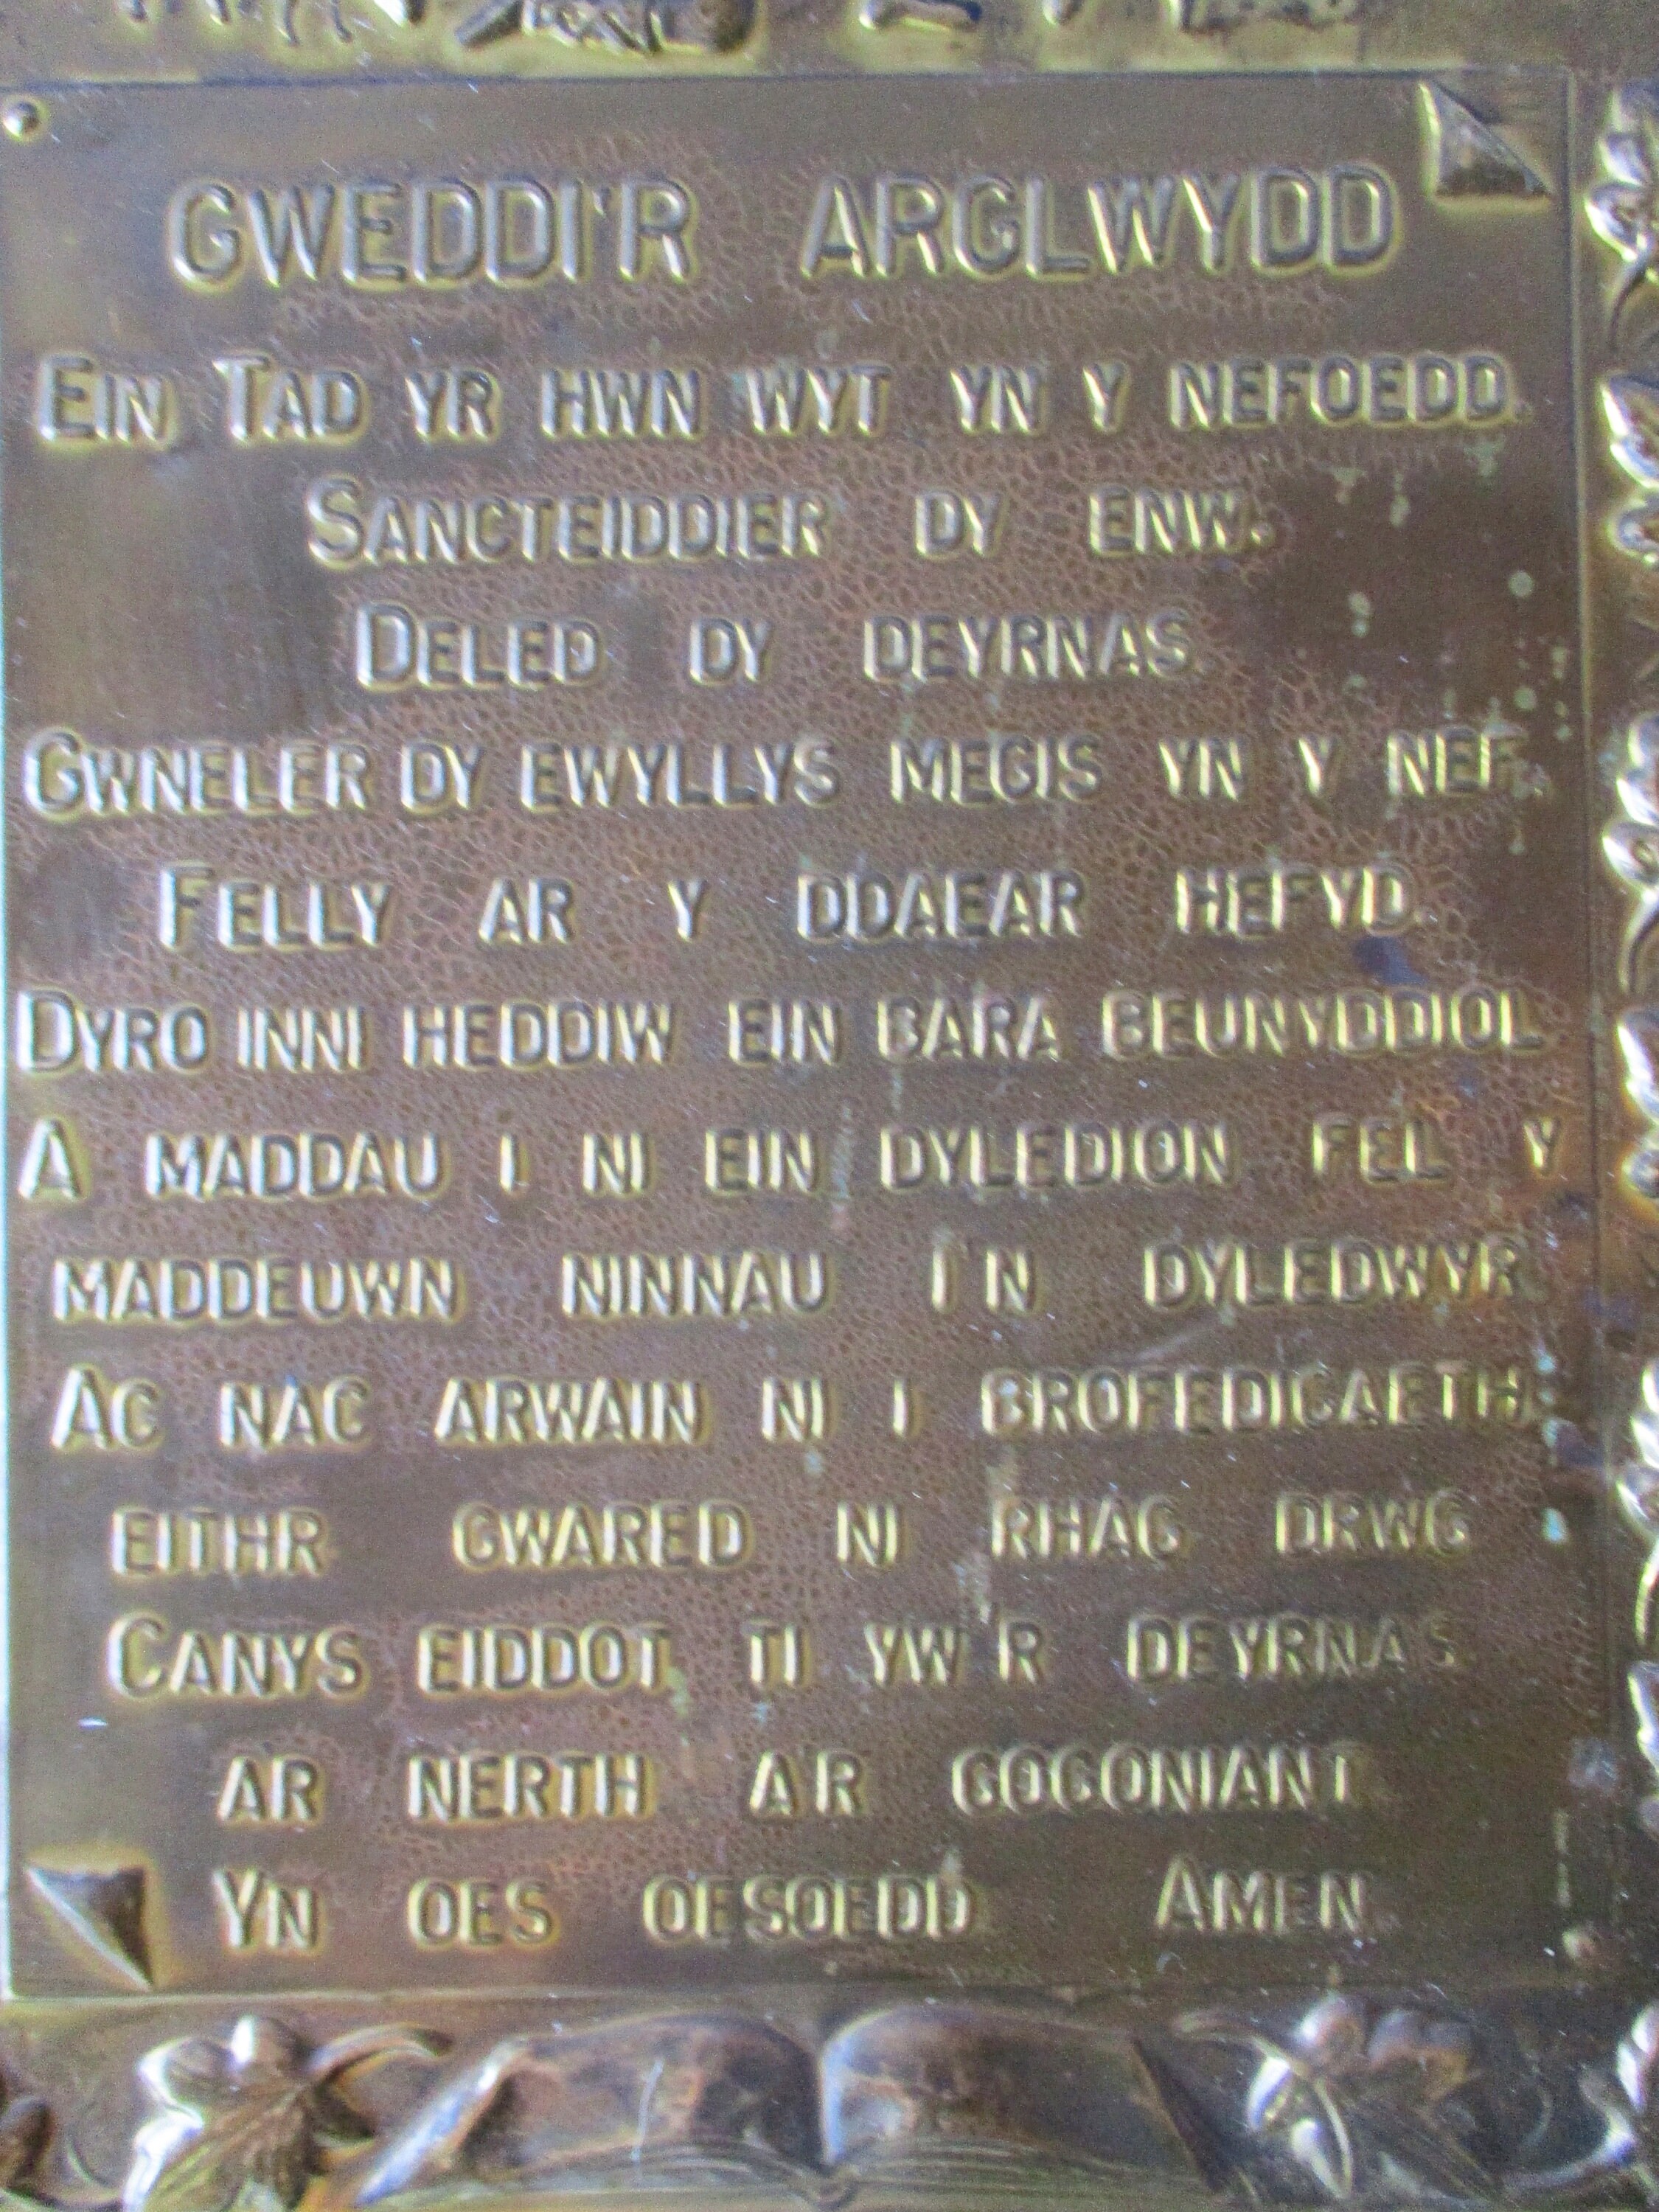 GWEDDI'R ARGLWYDD
EIN TAD YR HWN WYT YN Y NEFOEDD.
SANCTEIDDIER DY ENW.
DELED DY DEYRNAS.
GWNELER DY EWYLLYS MEGIS YN Y NEF.
FELLY AR Y DDAEAR HEFYD.
DYRO INNI HEDDIW EIN BARA BEUNYDDIOL
A MADDAU I NI EIN DYLEDION FEL Y
MADDEUWN NINNAU I'N DYLEDWYR.
AC NAC ARWAIN NI I BROFEDIGAETH
EITHR GWARED NI RHAG DRWG
CANYS EIDDOT TI YW'R DEYRNAS
A'R NERTH A'R GOGONIANT.
YN OES OESOEDD AMEN.